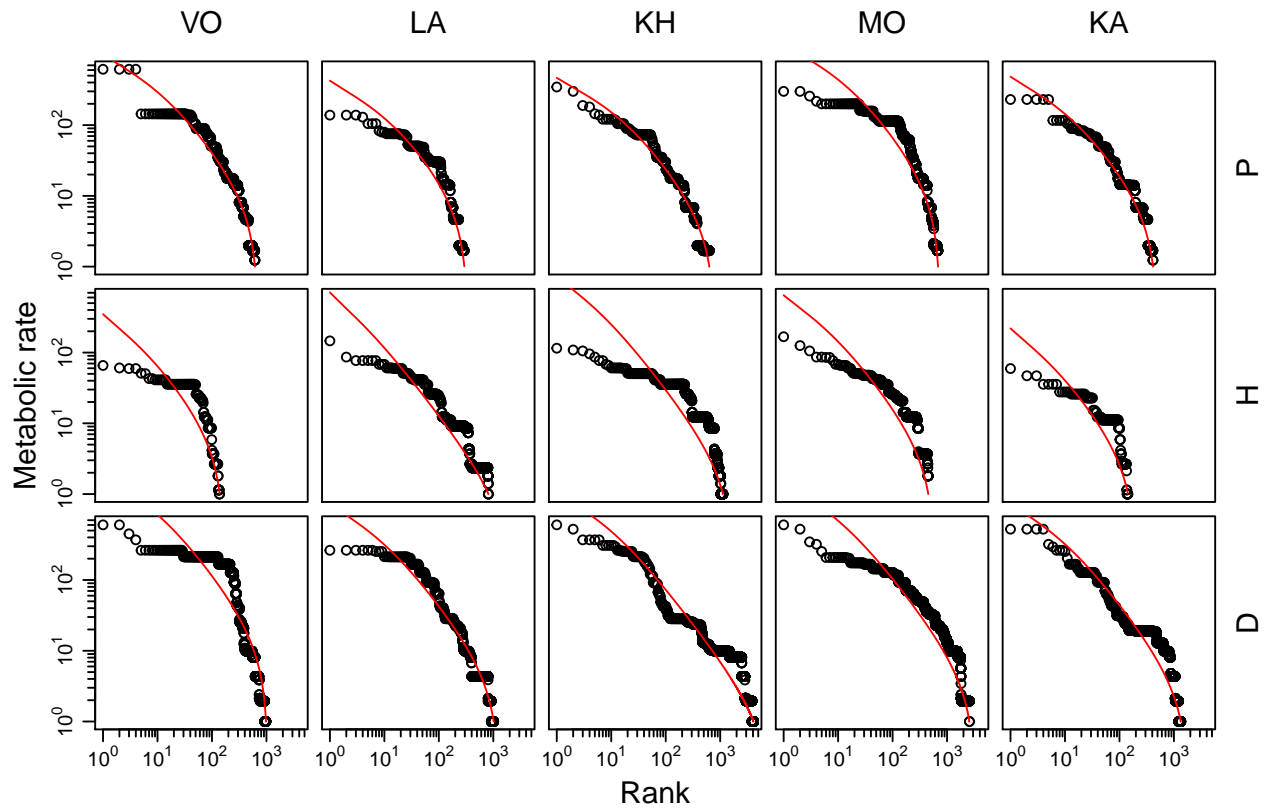 VO LA KH MO KA
10² 10¹ 10⁰ P
Metabolic rate
10² 10¹ 10⁰ H
10² 10¹ 10⁰ D
10⁰ 10¹ 10² 10³ 10⁰ 10¹ 10² 10³ 10⁰ 10¹ 10² 10³ 10⁰ 10¹ 10² 10³ 10⁰ 10¹ 10² 10³
Rank